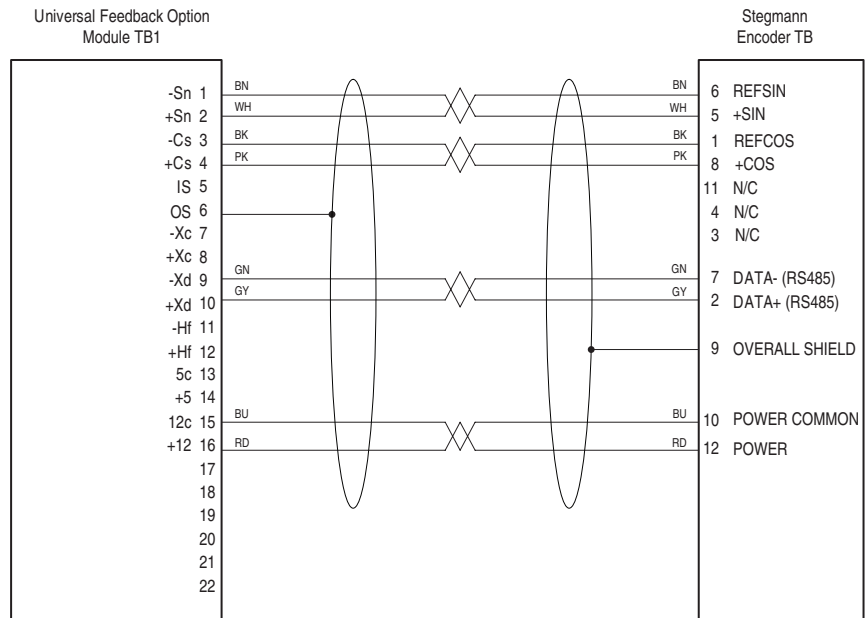 Universal Feedback Option
Module TB1
Stegmann
Encoder TB
-Sn 1 BN BN 6 REFSIN
+Sn 2 WH WH 5 +SIN
-Cs 3 BK BK 1 REFCOS
+Cs 4 PK PK 8 +COS
IS 5 11 N/C
OS 6 4 N/C
-Xc 7 3 N/C
+Xc 8
-Xd 9 GN GN 7 DATA- (RS485)
+Xd 10 GY GY 2 DATA+ (RS485)
-Hf 11
+Hf 12 9 OVERALL SHIELD
5c 13
+5 14
12c 15 BU BU 10 POWER COMMON
+12 16 RD RD 12 POWER
17
18
19
20
21
22